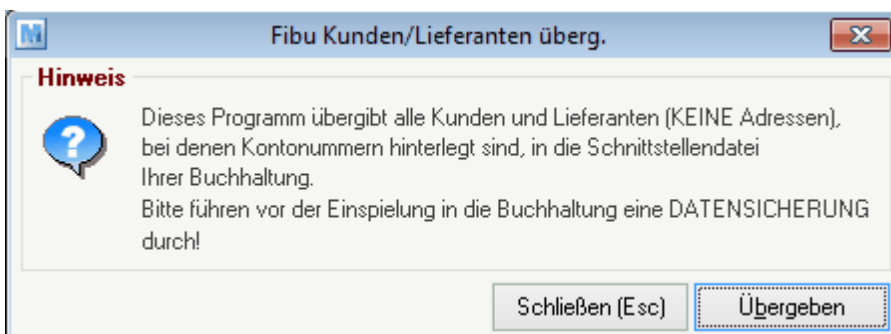 Fibu Kunden/Lieferanten überg.
Hinweis
Dieses Programm übergibt alle Kunden und Lieferanten (KEINE Adressen),
bei denen Kontonummern hinterlegt sind, in die Schnittstellendatei
Ihrer Buchhaltung.
Bitte führen vor der Einspielung in die Buchhaltung eine DATENSICHERUNG
durch!
Schließen (Esc) Übergeben